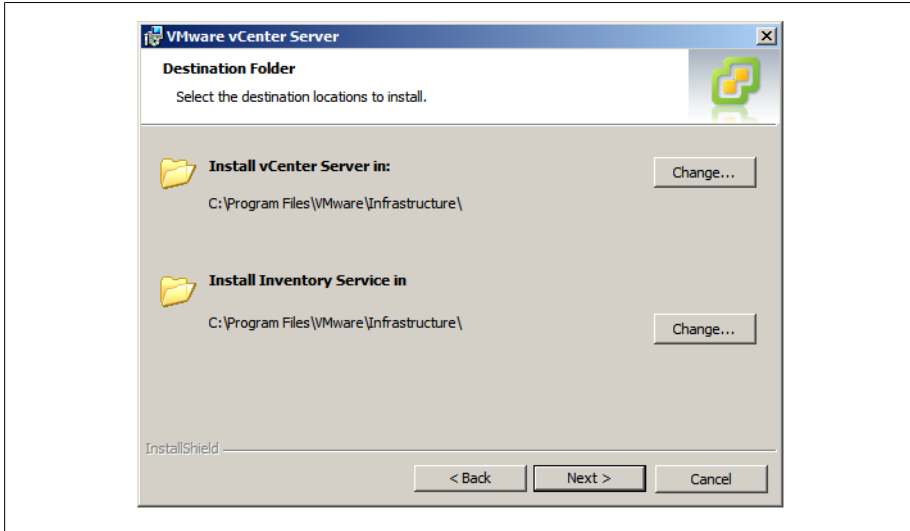 VMware vCenter Server
Destination Folder
Select the destination locations to install.
Install vCenter Server in:
Change...
C:\Program Files\VMware\Infrastructure\
Install Inventory Service in
C:\Program Files\VMware\Infrastructure\
Change...
InstallShield
< Back
Next >
Cancel